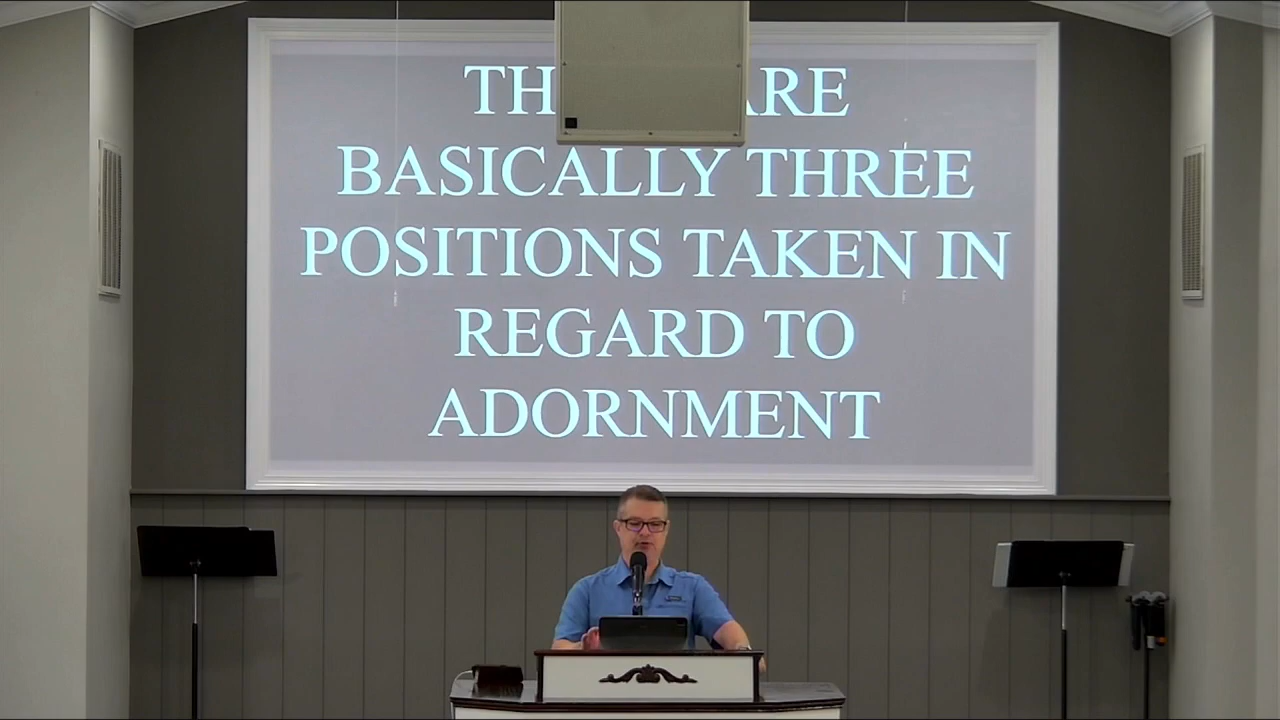 TH ARE
BASICALLY THREE
POSITIONS TAKEN IN
REGARD TO
ADORNMENT